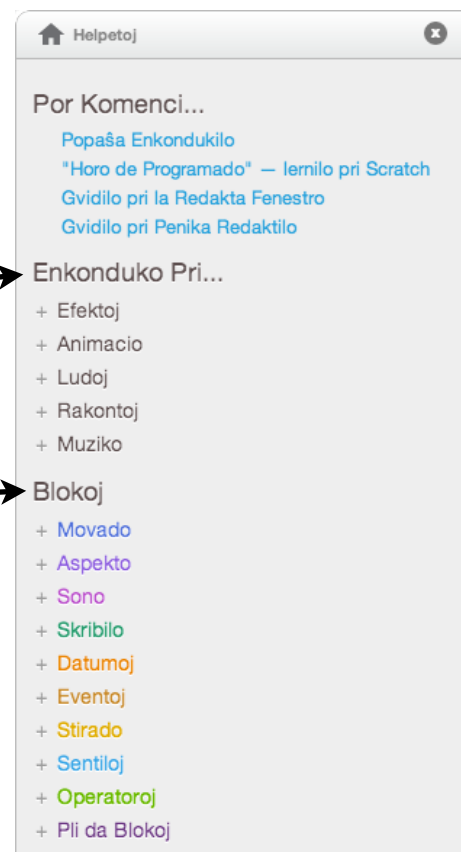 Helpetoj
Por Komenci...
Popaŝa Enkondukilo
"Horo de Programado" — lernilo pri Scratch
Gvidilo pri la Redakta Fenestro
Gvidilo pri Penika Redaktilo
Enkonduko Pri...
+ Efektoj
+ Animacio
+ Ludoj
+ Rakontoj
+ Muziko
Blokoj
+ Movado
+ Aspekto
+ Sono
+ Skribilo
+ Datumoj
+ Eventoj
+ Stirado
+ Sentiloj
+ Operatoroj
+ Pli da Blokoj